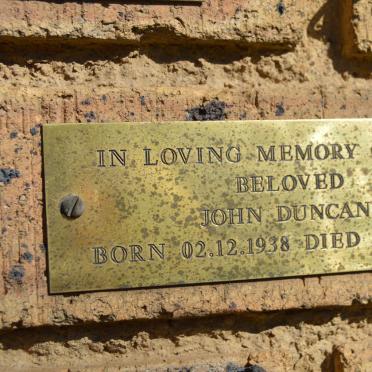 IN LOVING MEMORY
BELOVED
JOHN DUNCAN
BORN 02.12.1938 DIED